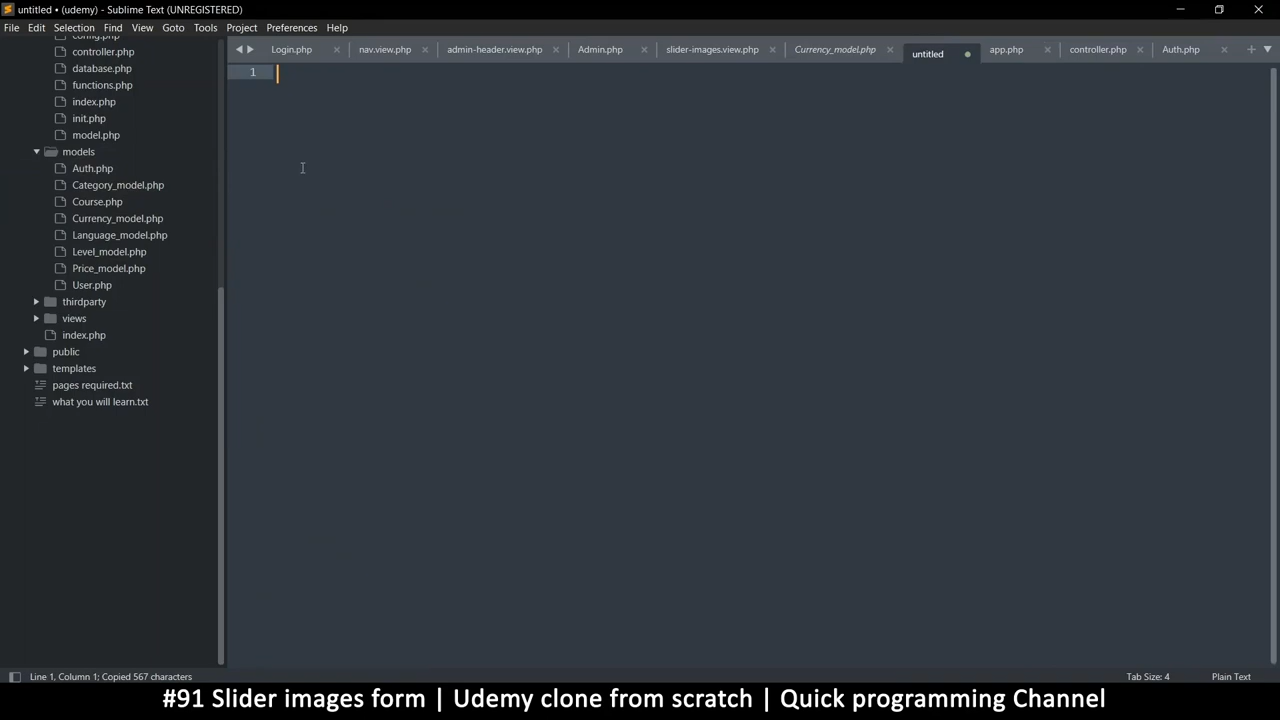 untitled • (udemy) - Sublime Text (UNREGISTERED)
File Edit Selection Find View Goto Tools Project Preferences Help
Login.php nav.view.php admin-header.view.php Admin.php slider-images.view.php Currency_model.php untitled app.php controller.php Auth.php
1
config.php
controller.php
database.php
functions.php
index.php
init.php
model.php
models
Auth.php
Category_model.php
Course.php
Currency_model.php
Language_model.php
Level_model.php
Price_model.php
User.php
thirdparty
views
index.php
public
templates
pages required.txt
what you will learn.txt
Line 1, Column 1; Copied 567 characters Tab Size: 4 Plain Text
#91 Slider images form | Udemy clone from scratch | Quick programming Channel